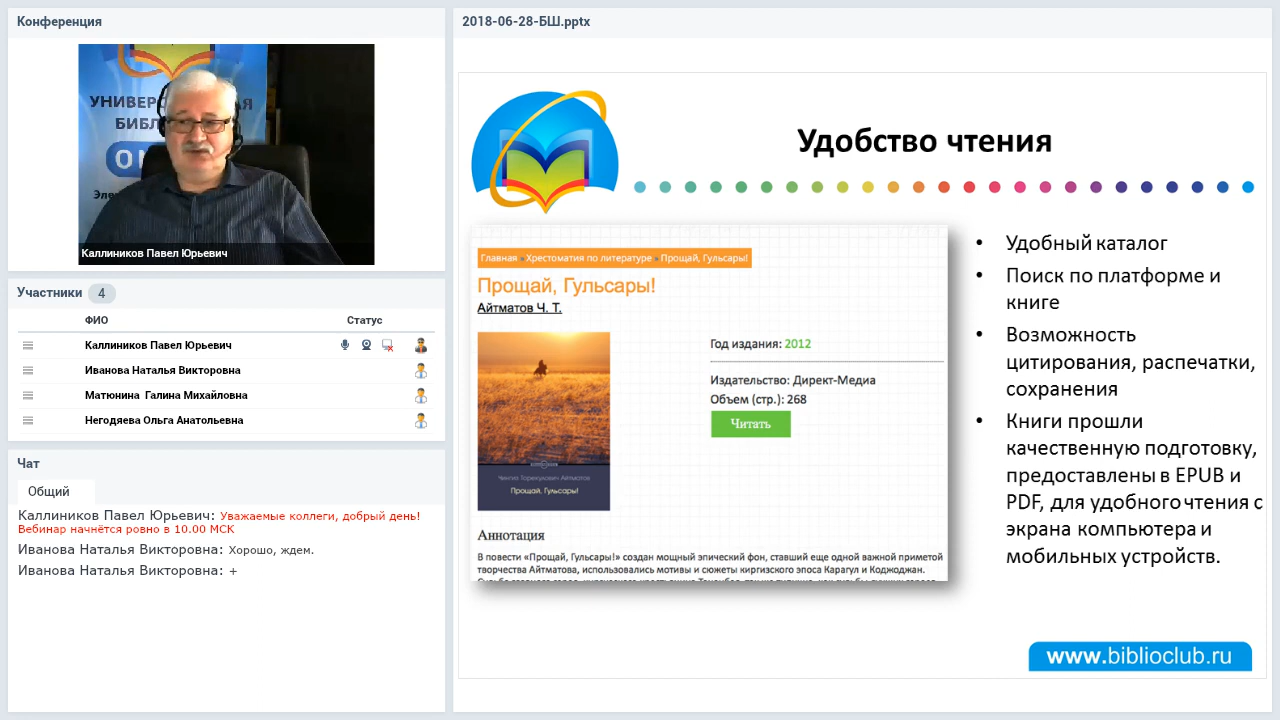 Конференция
УНИВЕР
АЯ
БИБЛ
Каллиников Павел Юрьевич
Участники 4
ФИО Статус
Каллиников Павел Юрьевич
Иванова Наталья Викторовна
Матюнина Галина Михайловна
Негодяева Ольга Анатольевна
Чат
Общий
Каллиников Павел Юрьевич: Уважаемые коллеги, добрый день!
Вебинар начнётся ровно в 10.00 МСК
Иванова Наталья Викторовна: Хорошо, ждем.
Иванова Наталья Викторовна: +
2018-06-28-БШ.pptx
Удобство чтения
Главная » Хрестоматия по литературе » Прощай, Гульсары!
Прощай, Гульсары!
Айтматов Ч. Т.
Чингиз Торекулович Айтматов
Прощай, Гульсары!
Год издания: 2012
Издательство: Директ-Медиа
Объем (стр.): 268
Читать
Аннотация
В повести «Прощай, Гульсары!» создан мощный эпический фон, ставший еще одной важной приметой
творчества Айтматова, использовались мотивы и сюжеты киргизского эпоса Карагул и Коджоджан.
• Удобный каталог
• Поиск по платформе и
книге
• Возможность
цитирования, распечатки,
сохранения
• Книги прошли
качественную подготовку,
предоставлены в EPUB и
PDF, для удобного чтения с
экрана компьютера и
мобильных устройств.
www.biblioclub.ru